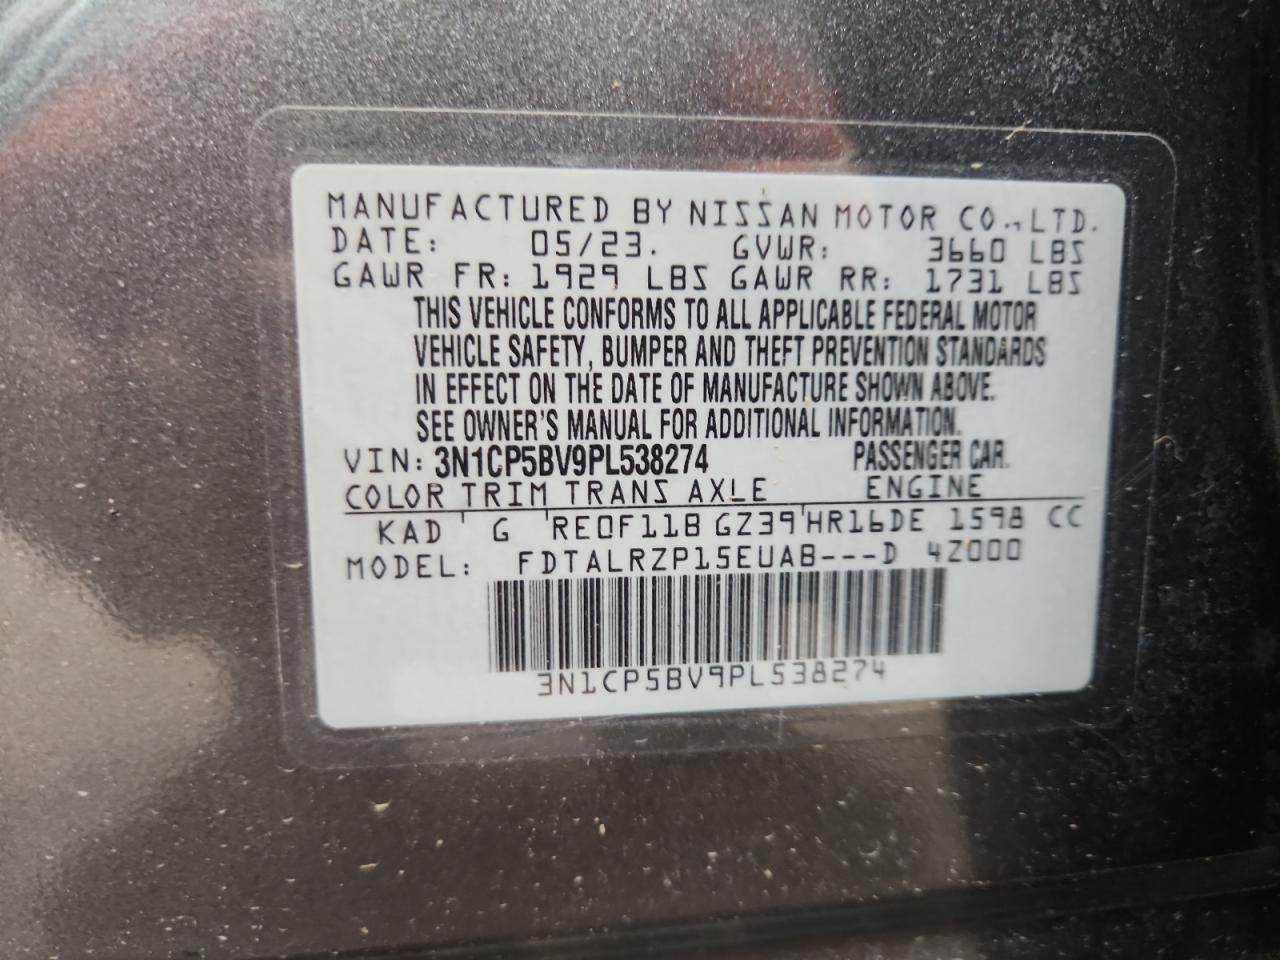 MANUFACTURED BY NISSAN MOTOR CO., LTD.
DATE: 05/23. GVWR: 3660 LBS
GAWR FR: 1929 LBS GAWR RR: 1731 LBS
THIS VEHICLE CONFORMS TO ALL APPLICABLE FEDERAL MOTOR
VEHICLE SAFETY, BUMPER AND THEFT PREVENTION STANDARDS
IN EFFECT ON THE DATE OF MANUFACTURE SHOWN ABOVE.
SEE OWNER'S MANUAL FOR ADDITIONAL INFORMATION.
VIN: 3N1CP5BV9PL538274 PASSENGER CAR.
COLOR TRIM TRANS AXLE ENGINE
KAD G RE0F11B GZ39 HR16DE 1598 CC
MODEL: FDTALRZP15EUAB---D 4Z000
3N1CP5BV9PL538274